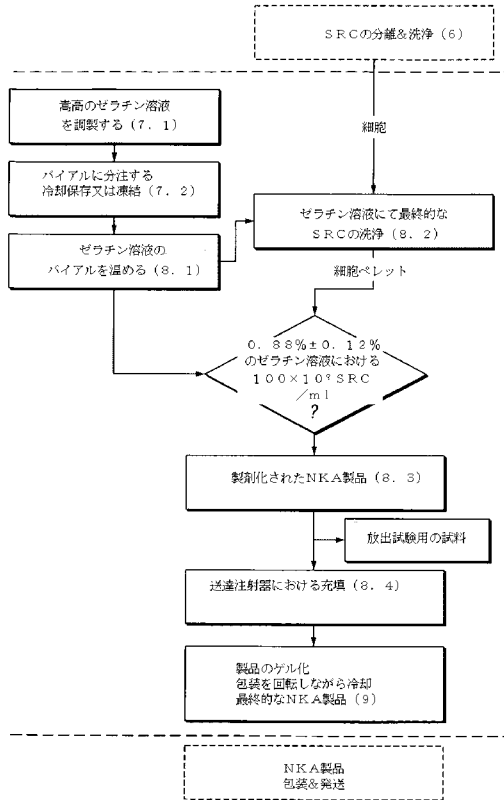 SRCの分離&洗浄(6)
嵩高のゼラチン溶液
を調製する(7.1)
細胞
バイアルに分注する
冷却保存又は凍結(7.2)
ゼラチン溶液にて最終的な
SRCの洗浄(8.2)
ゼラチン溶液の
バイアルを温める(8.1)
細胞ペレット
0.88%±0.12%
のゼラチン溶液における
SRC
/ml
?
製剤化されたNKA製品(8.3)
放出試験用の試料
送達注射器における充填(8.4)
製品のゲル化
包装を回転しながら冷却
最終的なNKA製品(9)
NKA製品
包装&発送